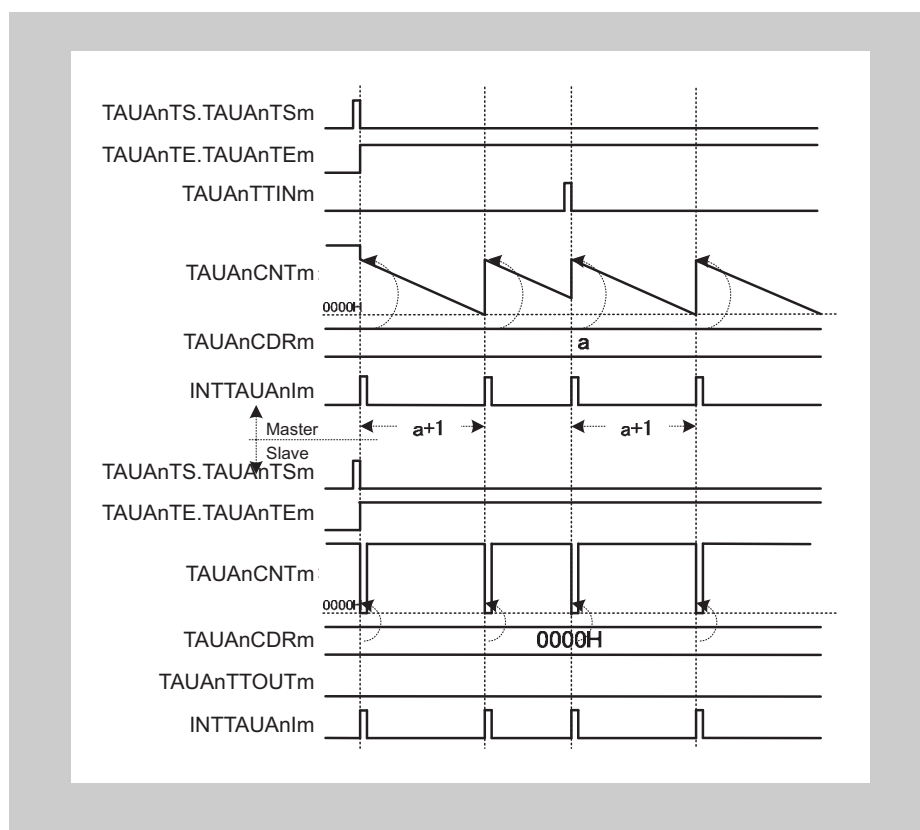 TAUAnTS.TAUAnTSm
TAUAnTE.TAUAnTEm
TAUAnTTINm
TAUAnCNTm
0000H
TAUAnCDRm
a
INTTAUAnIm
Master
a+1
a+1
Slave
TAUAnTS.TAUAnTSm
TAUAnTE.TAUAnTEm
TAUAnCNTm
0000H
TAUAnCDRm
0000H
TAUAnTTOUTm
INTTAUAnIm